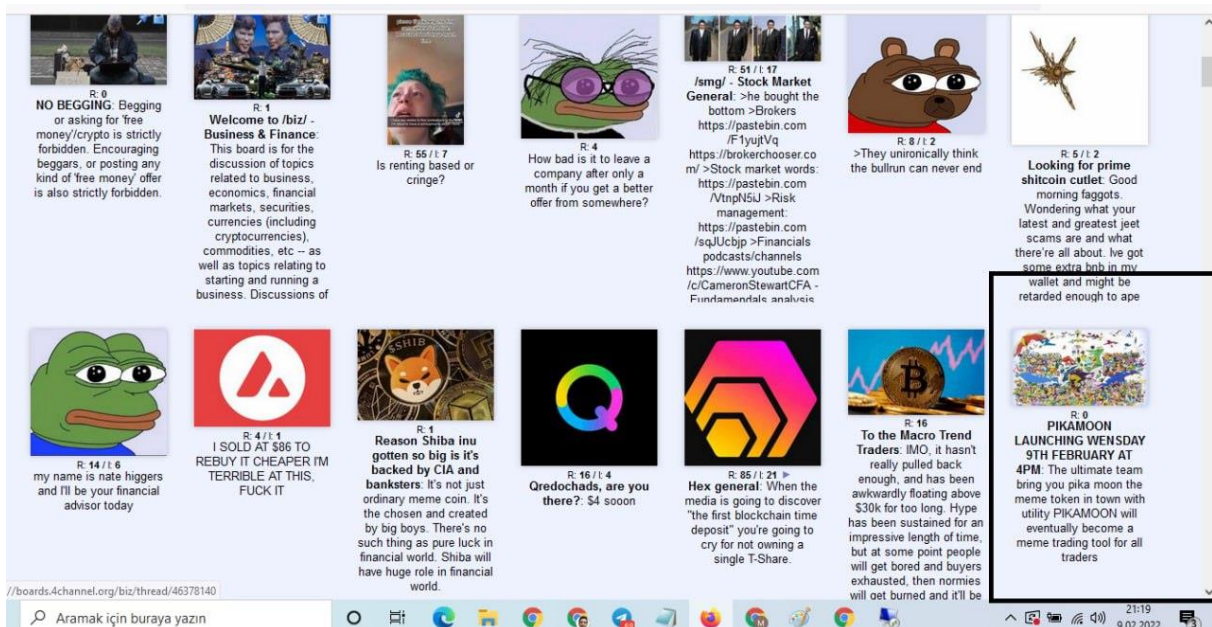 R: 0
NO BEGGING: Begging
or asking for 'free
money'/crypto is strictly
forbidden. Encouraging
beggars, or posting any
kind of 'free money' offer
is also strictly forbidden.
R: 1
Welcome to /biz/ -
Business & Finance:
This board is for the
discussion of topics
related to business,
economics, financial
markets, securities,
currencies (including
cryptocurrencies),
commodities, etc -- as
well as topics relating to
starting and running a
business. Discussions of
R: 55 / I: 7
Is renting based or
cringe?
R: 4
How bad is it to leave a
company after only a
month if you get a better
offer from somewhere?
R: 51 / I: 17
/smg/ - Stock Market
General: >he bought the
bottom >Brokers
https://pastebin.com
/F1yujtVq
https://brokerchooser.co
m/ >Stock market words:
https://pastebin.com
/VtnpN5iJ >Risk
management:
https://pastebin.com
/sqJUcbjp >Financials
podcasts/channels
https://www.youtube.com
/c/CameronStewartCFA -
Fundamendals analysis
R: 8 / I: 2
>They unironically think
the bullrun can never end
R: 5 / I: 2
Looking for prime
shitcoin cutlet: Good
morning faggots.
Wondering what your
latest and greatest jeet
scams are and what
there're all about. Ive got
some extra bnb in my
wallet and might be
retarded enough to ape
R: 14 / I: 6
my name is nate higgers
and I'll be your financial
advisor today
R: 4 / I: 1
I SOLD AT $86 TO
REBUY IT CHEAPER I'M
TERRIBLE AT THIS,
FUCK IT
$SHIB
R: 1
Reason Shiba inu
gotten so big is it's
backed by CIA and
banksters: It's not just
ordinary meme coin. It's
the chosen and created
by big boys. There's no
such thing as pure luck in
financial world. Shiba will
have huge role in financial
world.
R: 16 / I: 4
Qredochads, are you
there?: $4 sooon
R: 85 / I: 21
Hex general: When the
media is going to discover
"the first blockchain time
deposit" you're going to
cry for not owning a
single T-Share.
R: 16
To the Macro Trend
Traders: IMO, it hasn't
really pulled back
enough, and has been
awkwardly floating above
$30k for too long. Hype
has been sustained for an
impressive length of time,
but at some point people
will get bored and buyers
exhausted, then normies
will get burned and it'll be
R: 0
PIKAMOON
LAUNCHING WENSDAY
9TH FEBRUARY AT
4PM: The ultimate team
bring you pika moon the
meme token in town with
utility PIKAMOON will
eventually become a
meme trading tool for all
traders
//boards.4channel.org/biz/thread/46378140
Aramak için buraya yazın
21:19
9.02.2022